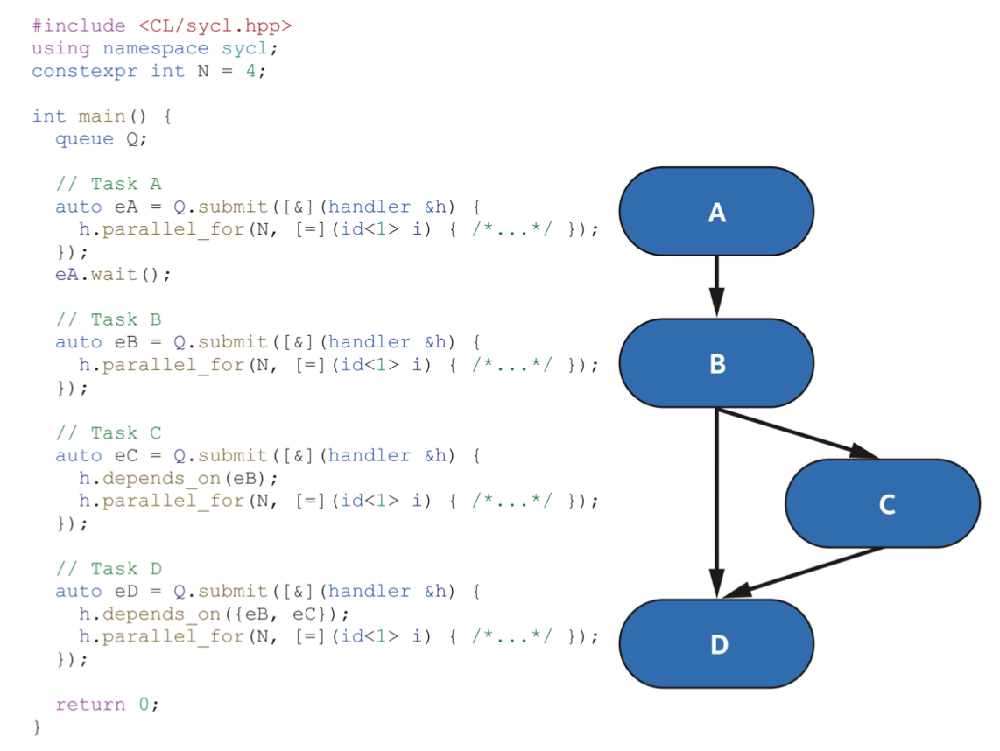 #include <CL/sycl.hpp>
using namespace sycl;
constexpr int N = 4;

int main() {
  queue Q;

  // Task A
  auto eA = Q.submit([&](handler &h) {
    h.parallel_for(N, [=](id<1> i) { /*...*/ });
  });
  eA.wait();

  // Task B
  auto eB = Q.submit([&](handler &h) {
    h.parallel_for(N, [=](id<1> i) { /*...*/ });
  });

  // Task C
  auto eC = Q.submit([&](handler &h) {
    h.depends_on(eB);
    h.parallel_for(N, [=](id<1> i) { /*...*/ });
  });

  // Task D
  auto eD = Q.submit([&](handler &h) {
    h.depends_on({eB, eC});
    h.parallel_for(N, [=](id<1> i) { /*...*/ });
  });

  return 0;
}
A
B
C
D